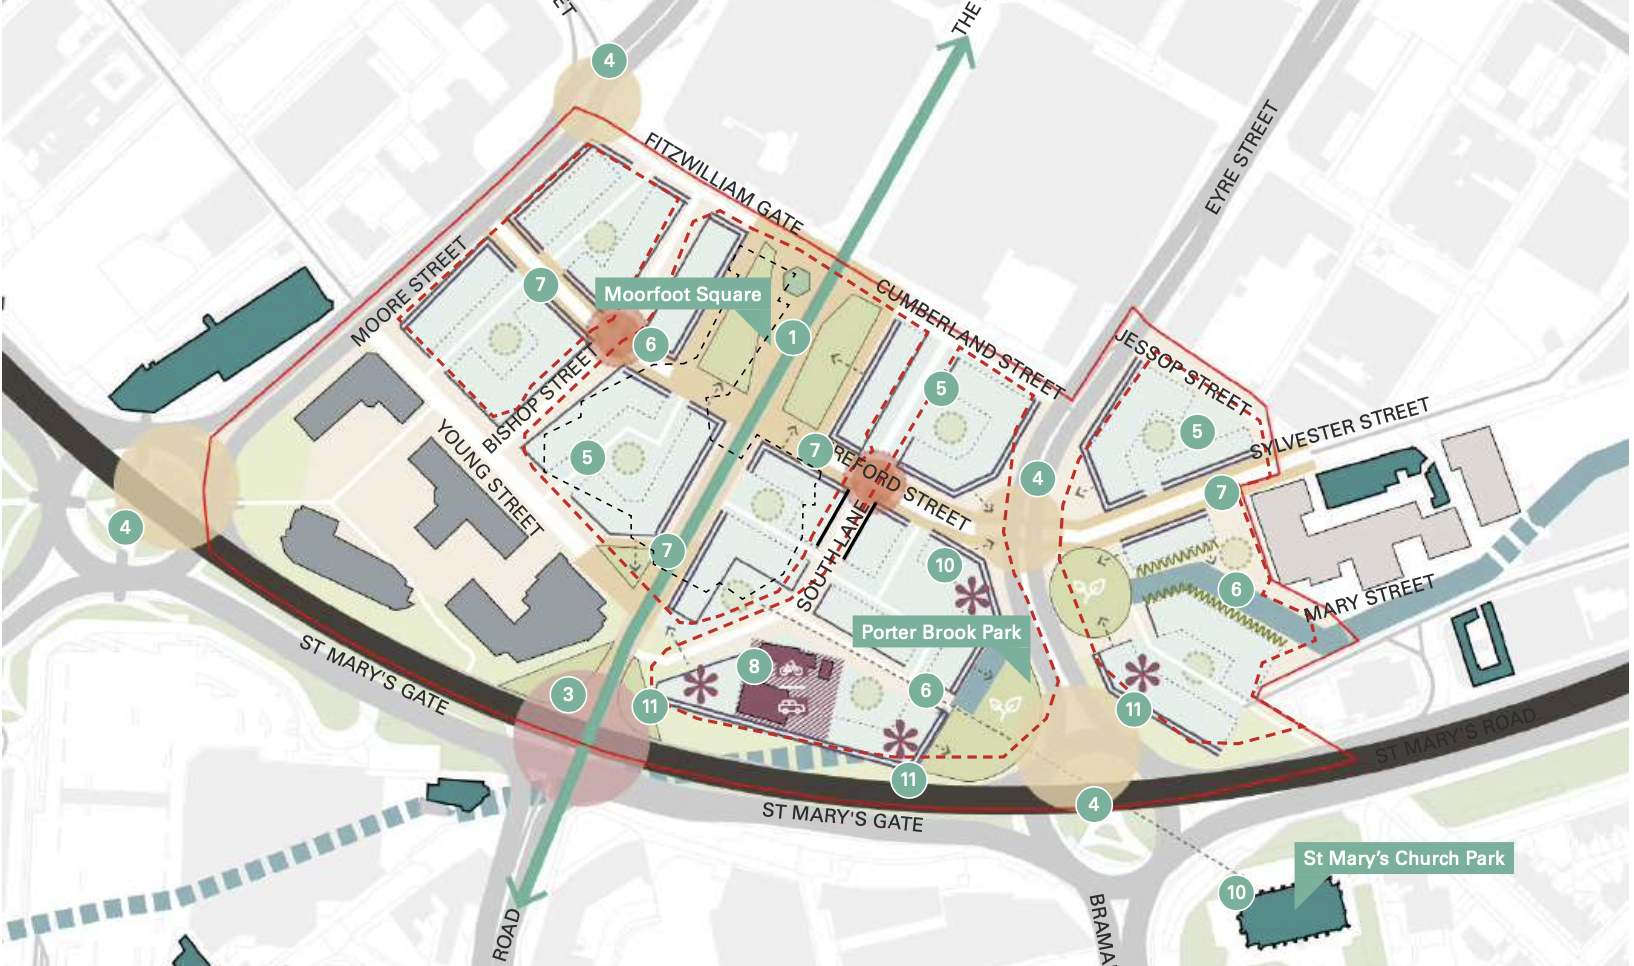 ET
4
THE
FITZWILLIAM GATE
EYRE STREET
MOORE STREET
7
Moorfoot Square
CUMBERLAND STREET
1
6
JESSOP STREET
5
5
SYLVESTER STREET
BISHOP STREET
YOUNG STREET
5
7
REFORD STREET
4
7
4
7
SOUTH LANE
10
6
MARY STREET
Porter Brook Park
ST MARY'S GATE
8
3
11
6
11
ST MARY'S ROAD
11
4
ST MARY'S GATE
St Mary's Church Park
10
ROAD
BRAMA